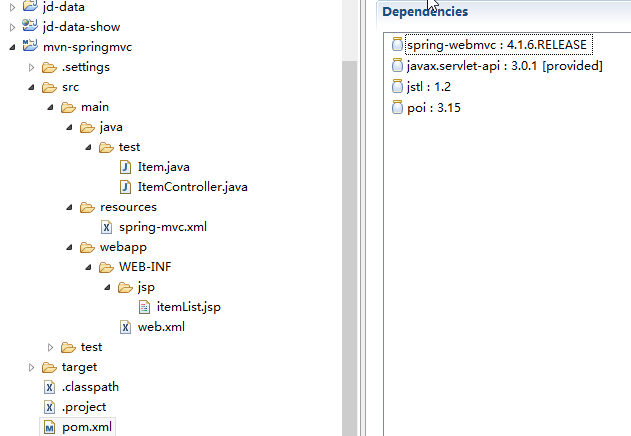 jd-data
jd-data-show
mvn-springmvc
.settings
src
main
java
test
Item.java
ItemController.java
resources
spring-mvc.xml
webapp
WEB-INF
jsp
itemList.jsp
web.xml
test
target
.classpath
.project
pom.xml
Dependencies
spring-webmvc : 4.1.6.RELEASE
javax.servlet-api : 3.0.1 [provided]
jstl : 1.2
poi : 3.15